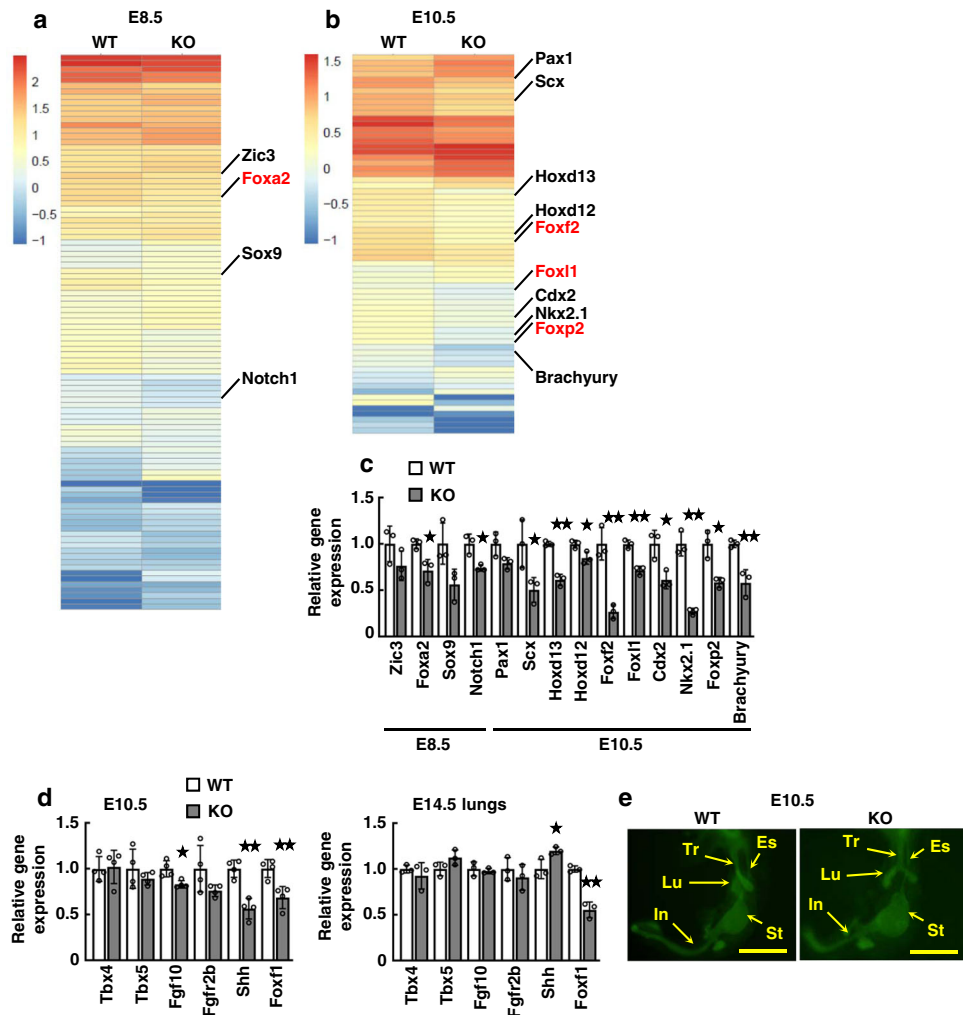 a
E8.5
WT KO
2
1.5
1
0.5
0
−0.5
−1
Zic3
Foxa2
Sox9
Notch1
b
E10.5
WT KO
1.5
1
0.5
0
−0.5
−1
Pax1
Scx
Hoxd13
Hoxd12
Foxf2
Foxl1
Cdx2
Nkx2.1
Foxp2
Brachyury
c
WT
KO
Relative gene expression
1.5
1.0
0.5
0
★ ★ ★ ★★ ★ ★★ ★★ ★ ★★ ★ ★★
Zic3 Foxa2 Sox9 Notch1 Pax1 Scx Hoxd13 Hoxd12 Foxf2 Foxl1 Cdx2 Nkx2.1 Foxp2 Brachyury
E8.5 E10.5
d
WT
KO
E10.5
Relative gene expression
1.5
1.0
0.5
0
★ ★★ ★★
Tbx4 Tbx5 Fgf10 Fgfr2b Shh Foxf1
E14.5 lungs
Relative gene expression
1.5
1.0
0.5
0
★ ★★
Tbx4 Tbx5 Fgf10 Fgfr2b Shh Foxf1
e
E10.5
WT KO
Tr Es
Lu
In
St
Tr Es
Lu
In
St